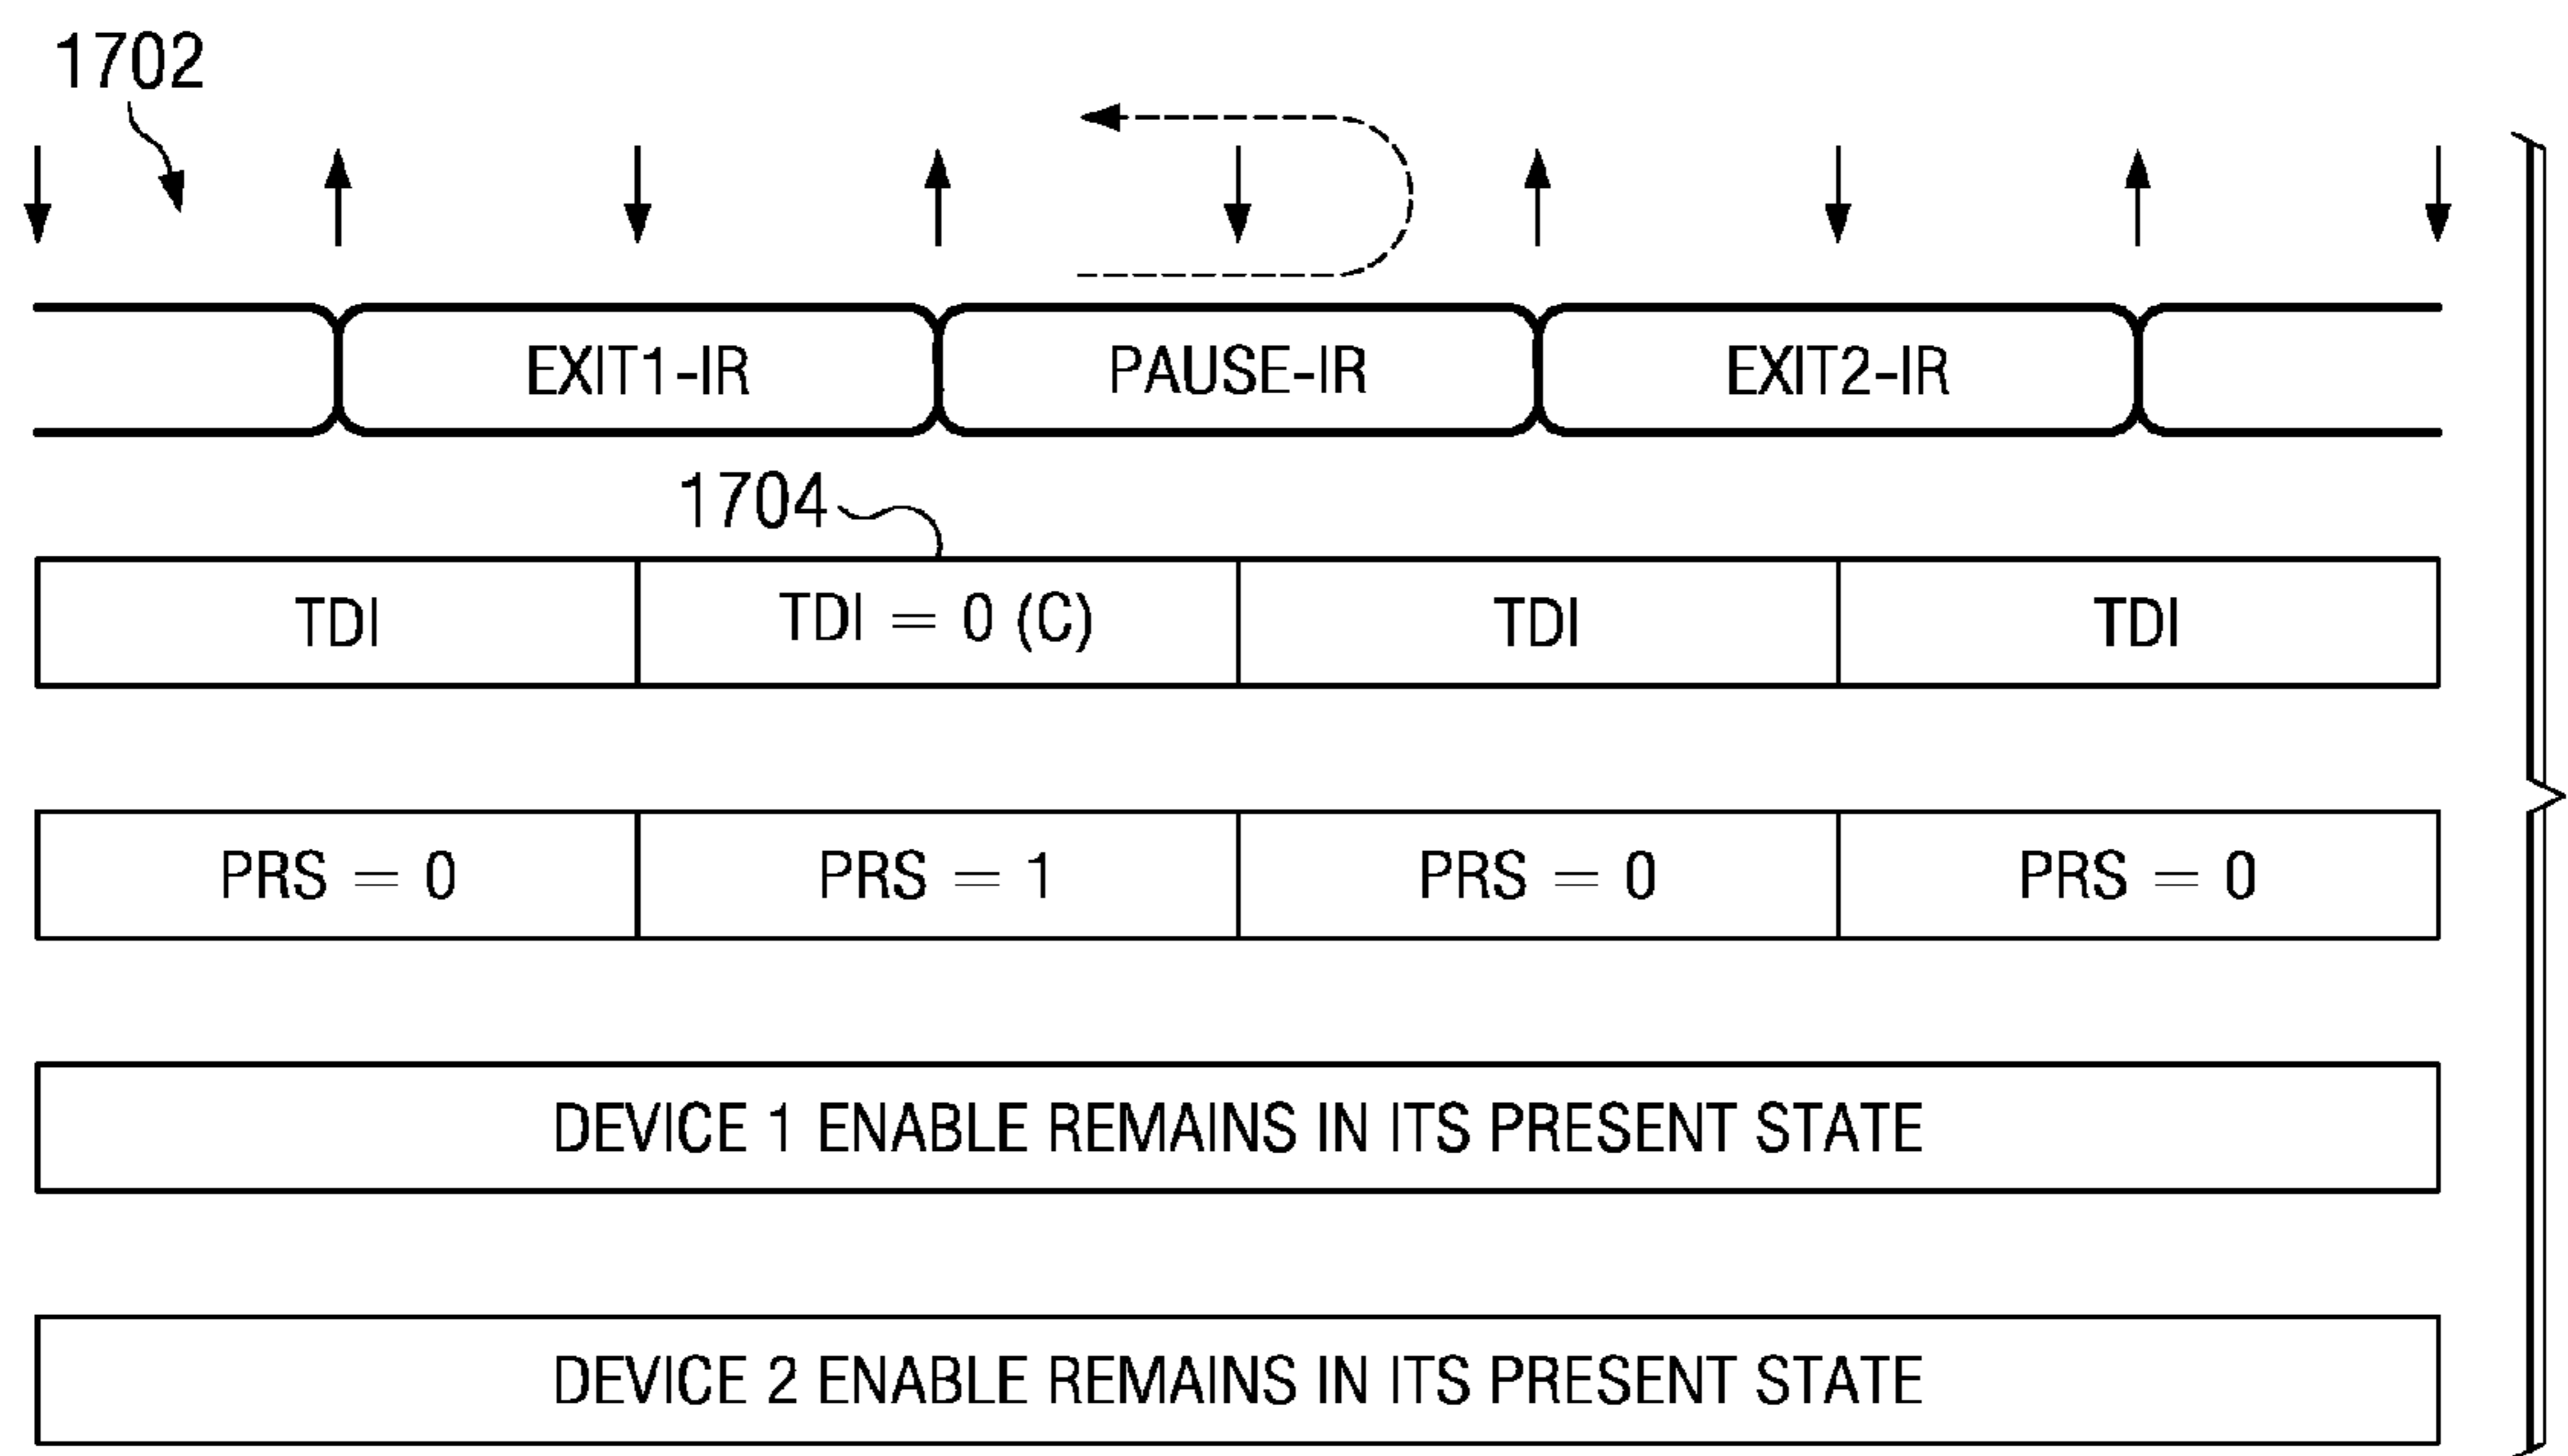 1702
EXIT1-IR PAUSE-IR EXIT2-IR
1704
TDI TDI = 0 (C) TDI TDI
PRS = 0 PRS = 1 PRS = 0 PRS = 0
DEVICE 1 ENABLE REMAINS IN ITS PRESENT STATE
DEVICE 2 ENABLE REMAINS IN ITS PRESENT STATE